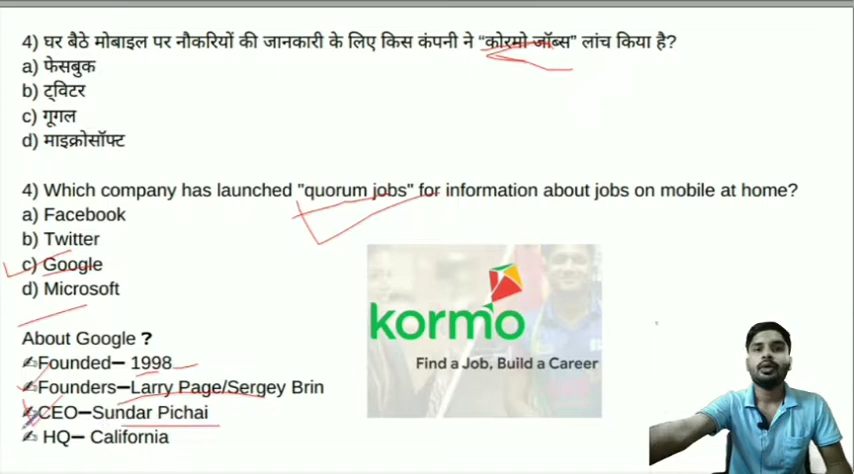 4) घर बैठे मोबाइल पर नौकरियों की जानकारी के लिए किस कंपनी ने “कोरमो जॉब्स” लांच किया है?
a) फेसबुक
b) ट्विटर
c) गूगल
d) माइक्रोसॉफ्ट
4) Which company has launched "quorum jobs" for information about jobs on mobile at home?
a) Facebook
b) Twitter
c) Google
d) Microsoft
kormo
Find a Job, Build a Career
About Google ?
✍Founded– 1998
✍Founders–Larry Page/Sergey Brin
✍CEO–Sundar Pichai
✍ HQ– California